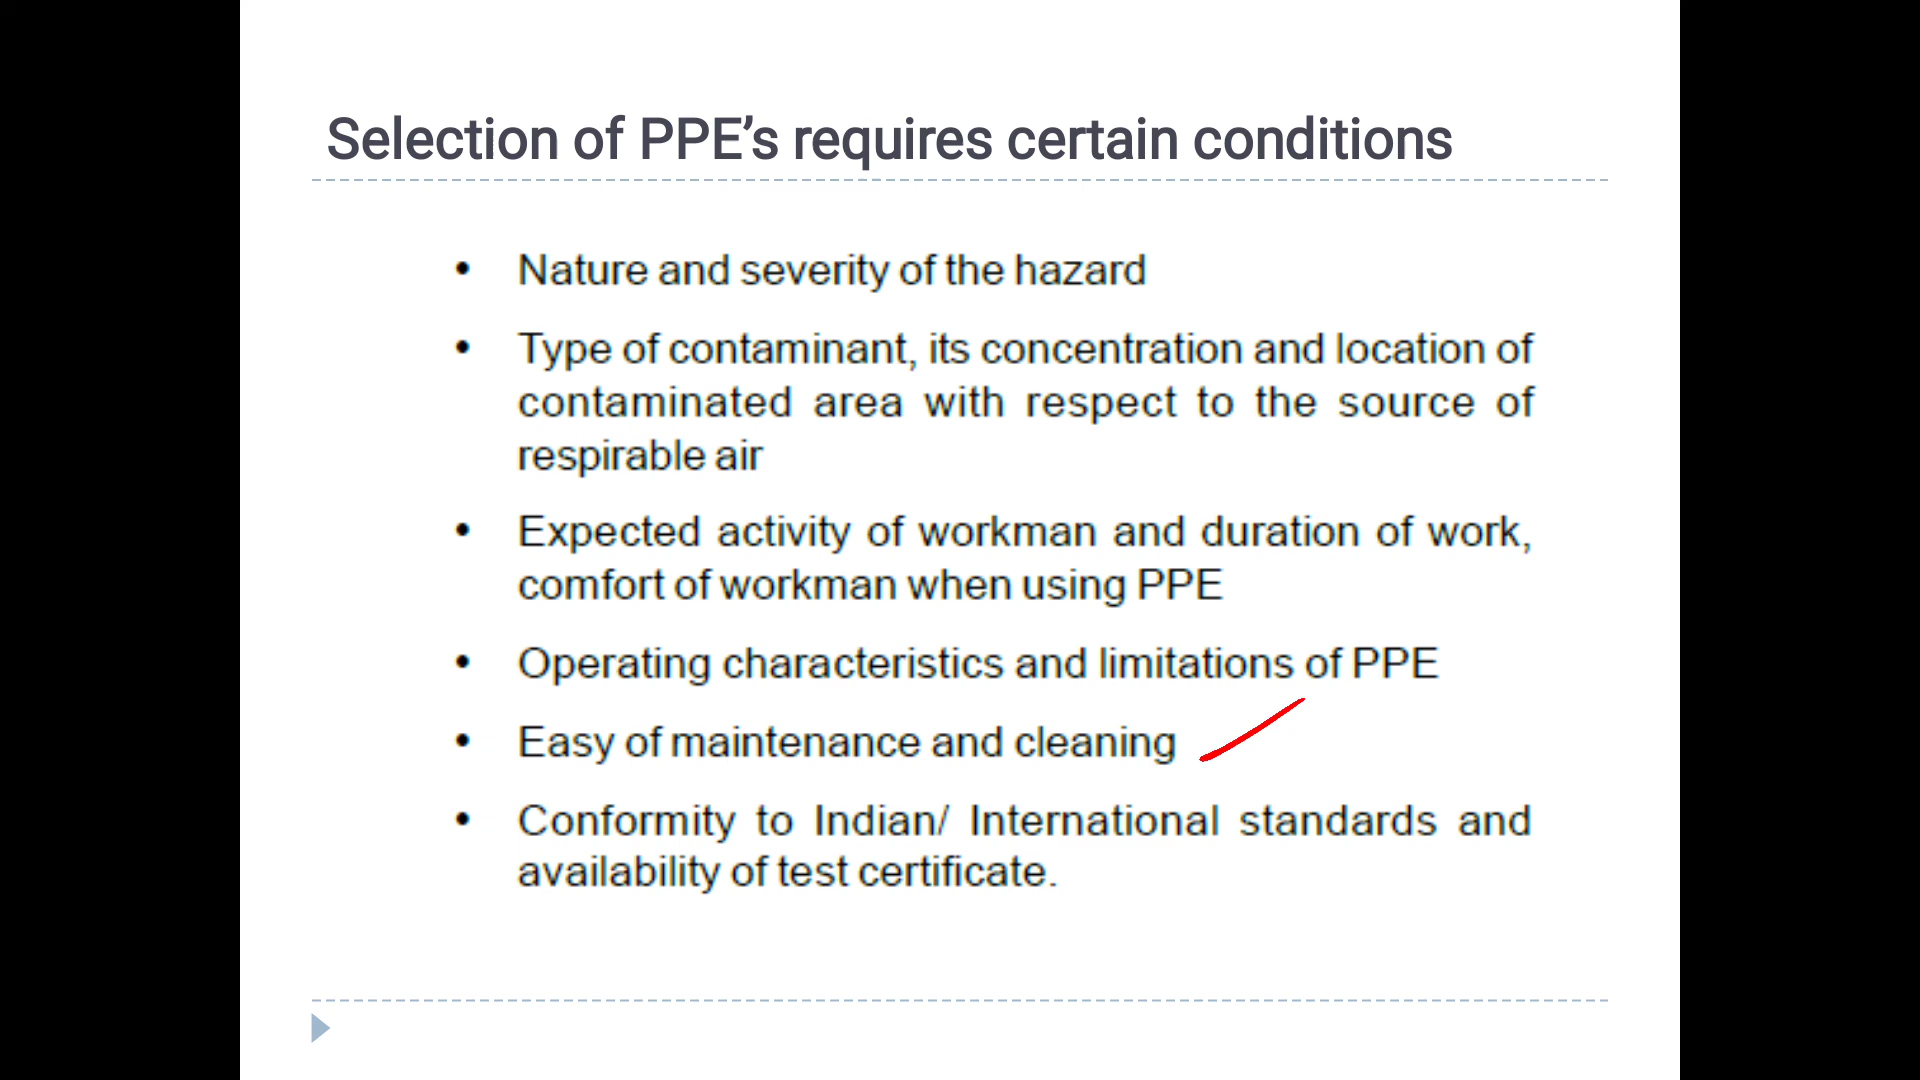 Selection of PPE’s requires certain conditions
• Nature and severity of the hazard
• Type of contaminant, its concentration and location of
contaminated area with respect to the source of
respirable air
• Expected activity of workman and duration of work,
comfort of workman when using PPE
• Operating characteristics and limitations of PPE
• Easy of maintenance and cleaning
• Conformity to Indian/ International standards and
availability of test certificate.